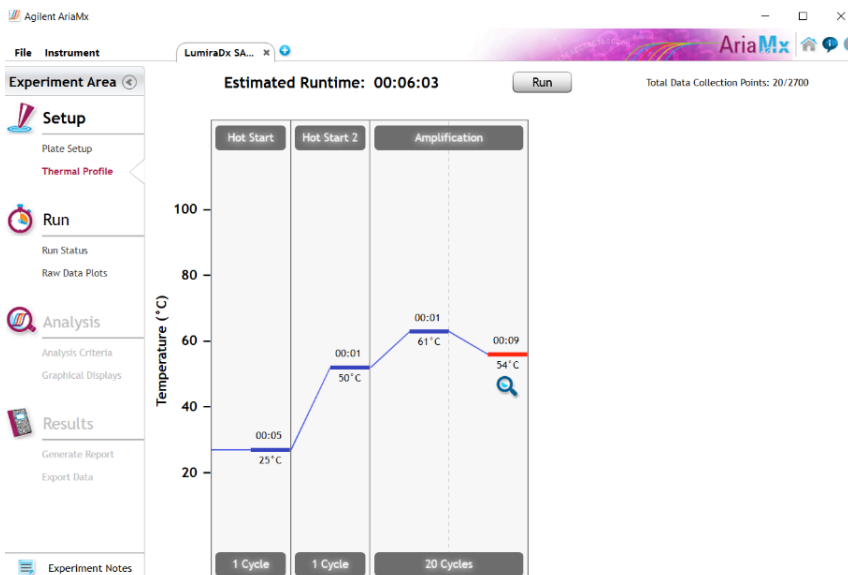 Agilent AriaMx
File Instrument
LumiraDx SA...
AriaMx
Experiment Area
Estimated Runtime: 00:06:03
Run
Total Data Collection Points: 20/2700
Setup
Plate Setup
Thermal Profile
Run
Run Status
Raw Data Plots
Analysis
Analysis Criteria
Graphical Displays
Results
Generate Report
Export Data
Experiment Notes
Hot Start
Hot Start 2
Amplification
Temperature (°C)
100
80
60
40
20
00:05
25°C
00:01
50°C
00:01
61°C
00:09
54°C
1 Cycle
1 Cycle
20 Cycles